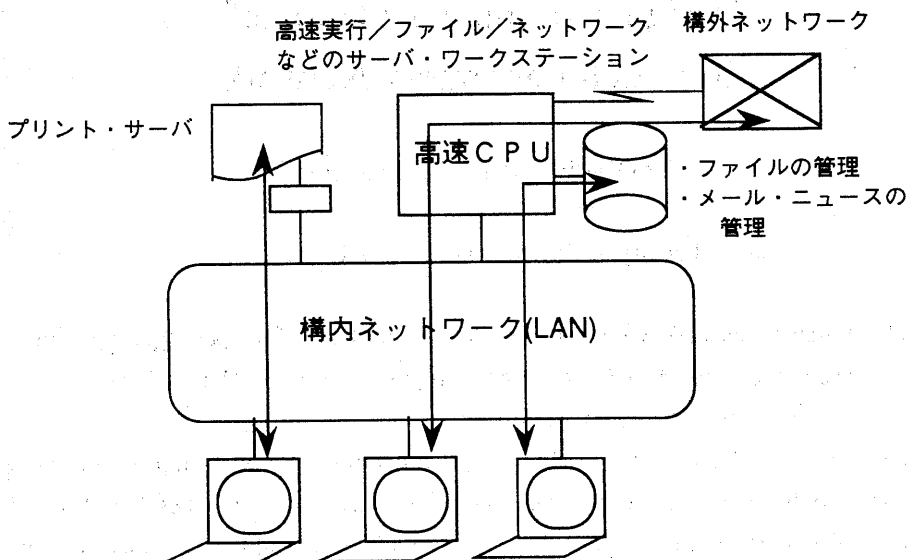 高速実行／ファイル／ネットワーク
などのサーバ・ワークステーション
構外ネットワーク
プリント・サーバ
高速ＣＰＵ
・ファイルの管理
・メール・ニュースの
管理
構内ネットワーク(LAN)